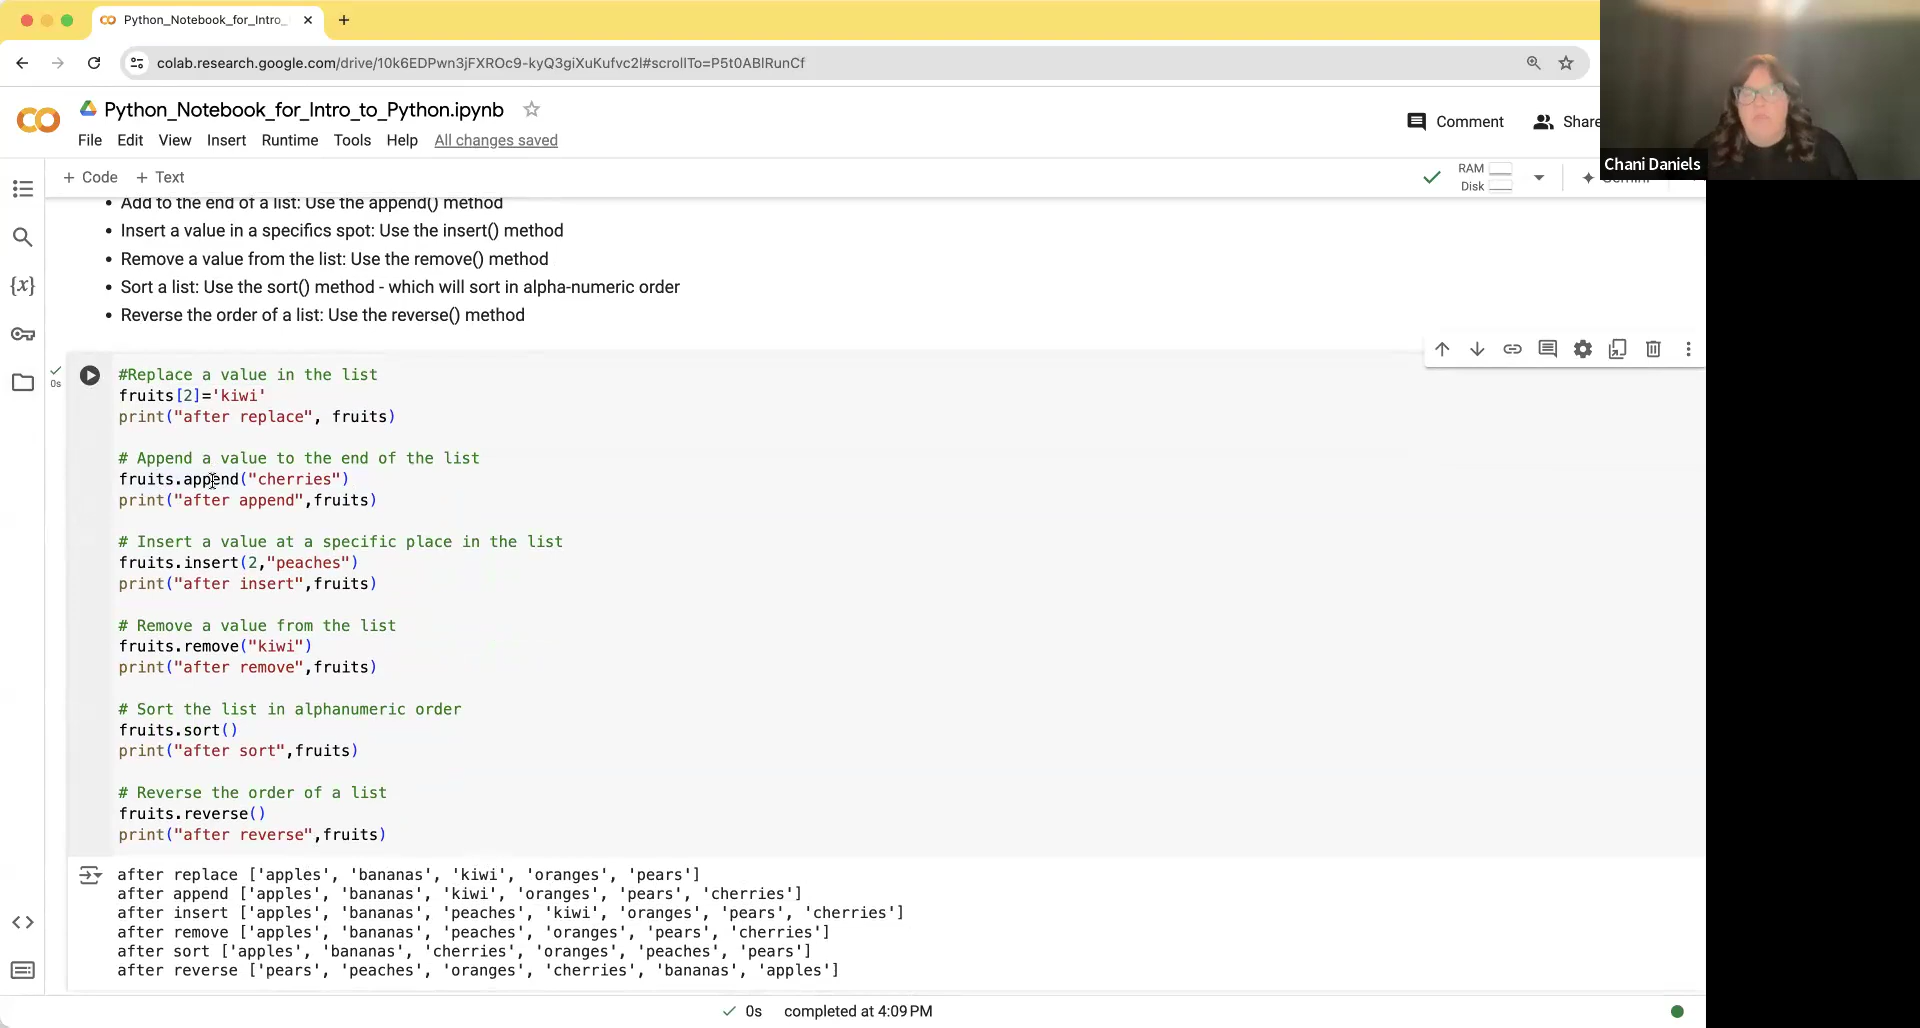 Python_Notebook_for_Intro_
colab.research.google.com/drive/10k6EDPwn3jFXROc9-kyQ3giXuKufvc2l#scrollTo=P5t0ABlRunCf
Python_Notebook_for_Intro_to_Python.ipynb
File Edit View Insert Runtime Tools Help All changes saved
Comment Share
Chani Daniels
+ Code + Text
RAM
Disk
Gemini
• Add to the end of a list: Use the append() method
• Insert a value in a specifics spot: Use the insert() method
• Remove a value from the list: Use the remove() method
• Sort a list: Use the sort() method - which will sort in alpha-numeric order
• Reverse the order of a list: Use the reverse() method
0s
#Replace a value in the list
fruits[2]='kiwi'
print("after replace", fruits)
# Append a value to the end of the list
fruits.append("cherries")
print("after append",fruits)
# Insert a value at a specific place in the list
fruits.insert(2,"peaches")
print("after insert",fruits)
# Remove a value from the list
fruits.remove("kiwi")
print("after remove",fruits)
# Sort the list in alphanumeric order
fruits.sort()
print("after sort",fruits)
# Reverse the order of a list
fruits.reverse()
print("after reverse",fruits)
after replace ['apples', 'bananas', 'kiwi', 'oranges', 'pears']
after append ['apples', 'bananas', 'kiwi', 'oranges', 'pears', 'cherries']
after insert ['apples', 'bananas', 'peaches', 'kiwi', 'oranges', 'pears', 'cherries']
after remove ['apples', 'bananas', 'peaches', 'oranges', 'pears', 'cherries']
after sort ['apples', 'bananas', 'cherries', 'oranges', 'peaches', 'pears']
after reverse ['pears', 'peaches', 'oranges', 'cherries', 'bananas', 'apples']
0s completed at 4:09 PM